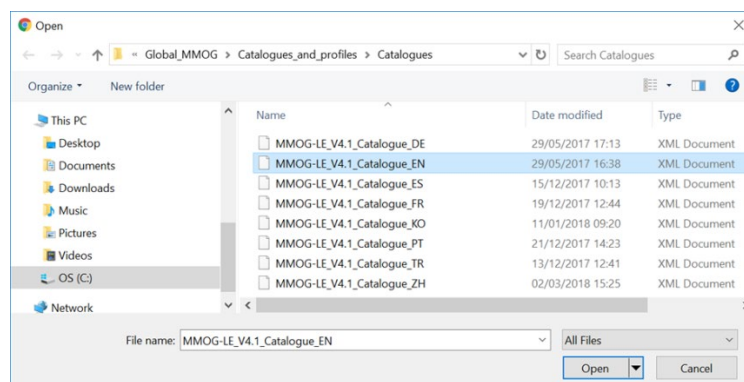 Open
« Global_MMOG > Catalogues_and_profiles > Catalogues
Search Catalogues
Organize
New folder
Name Date modified Type
This PC
Desktop
Documents
Downloads
Music
Pictures
Videos
OS (C:)
Network
MMOG-LE_V4.1_Catalogue_DE 29/05/2017 17:13 XML Document
MMOG-LE_V4.1_Catalogue_EN 29/05/2017 16:38 XML Document
MMOG-LE_V4.1_Catalogue_ES 15/12/2017 10:13 XML Document
MMOG-LE_V4.1_Catalogue_FR 19/12/2017 12:44 XML Document
MMOG-LE_V4.1_Catalogue_KO 11/01/2018 09:20 XML Document
MMOG-LE_V4.1_Catalogue_PT 21/12/2017 14:23 XML Document
MMOG-LE_V4.1_Catalogue_TR 13/12/2017 12:41 XML Document
MMOG-LE_V4.1_Catalogue_ZH 02/03/2018 15:25 XML Document
File name: MMOG-LE_V4.1_Catalogue_EN
All Files
Open
Cancel